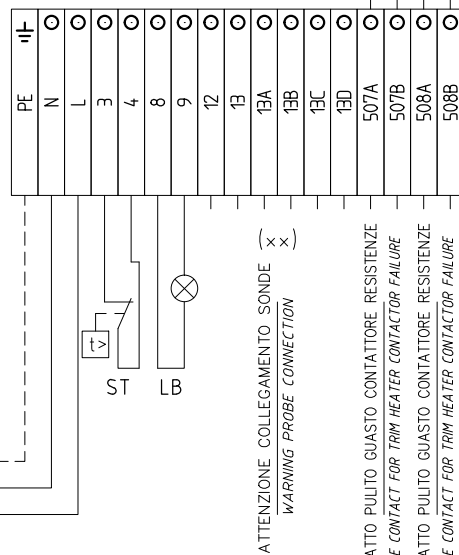 PE
N
L
3
4
8
9
12
13
13A
13B
13C
13D
507A
507B
508A
508B
t>
ST
LB
ATTENZIONE COLLEGAMENTO SONDE (xx)
WARNING PROBE CONNECTION
ATTO PULITO GUASTO CONTATTORE RESISTENZE
E CONTACT FOR TRIM HEATER CONTACTOR FAILURE
ATTO PULITO GUASTO CONTATTORE RESISTENZE
E CONTACT FOR TRIM HEATER CONTACTOR FAILURE